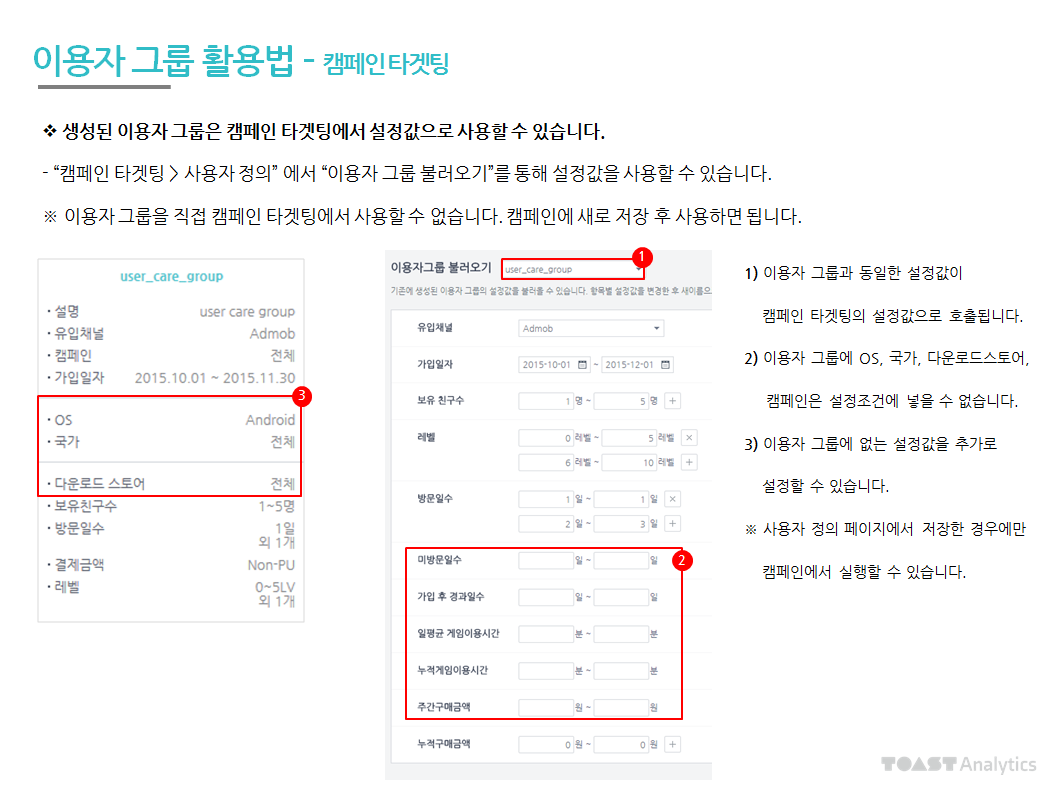 이용자 그룹 활용법 - 캠페인 타겟팅
❖ 생성된 이용자 그룹은 캠페인 타겟팅에서 설정값으로 사용할 수 있습니다.
- “캠페인 타겟팅 > 사용자 정의” 에서 “이용자 그룹 불러오기”를 통해 설정값을 사용할 수 있습니다.
※ 이용자 그룹을 직접 캠페인 타겟팅에서 사용할 수 없습니다. 캠페인에 새로 저장 후 사용하면 됩니다.
user_care_group
· 설명 user care group
· 유입채널 Admob
· 캠페인 전체
· 가입일자 2015.10.01 ~ 2015.11.30
3
· OS Android
· 국가 전체
· 다운로드 스토어 전체
· 보유친구수 1~5명
· 방문일수 1일
외 1개
· 결제금액 Non-PU
· 레벨 0~5LV
외 1개
1
이용자그룹 불러오기 user_care_group
기존에 생성된 이용자 그룹의 설정값을 불러올 수 있습니다. 항목별 설정값을 변경한 후 새이름으
유입채널 Admob
가입일자 2015-10-01 ~ 2015-12-01
보유 친구수 1 명 ~ 5 명 +
레벨 0 레벨 ~ 5 레벨 ×
6 레벨 ~ 10 레벨 +
방문일수 1 일 ~ 1 일 ×
2 일 ~ 3 일 +
2
미방문일수 일 ~ 일
가입 후 경과일수 일 ~ 일
일평균 게임이용시간 분 ~ 분
누적게임이용시간 분 ~ 분
주간구매금액 원 ~ 원
누적구매금액 0 원 ~ 0 원 +
1) 이용자 그룹과 동일한 설정값이
캠페인 타겟팅의 설정값으로 호출됩니다.
2) 이용자 그룹에 OS, 국가, 다운로드스토어,
캠페인은 설정조건에 넣을 수 없습니다.
3) 이용자 그룹에 없는 설정값을 추가로
설정할 수 있습니다.
※ 사용자 정의 페이지에서 저장한 경우에만
캠페인에서 실행할 수 있습니다.
TOAST Analytics